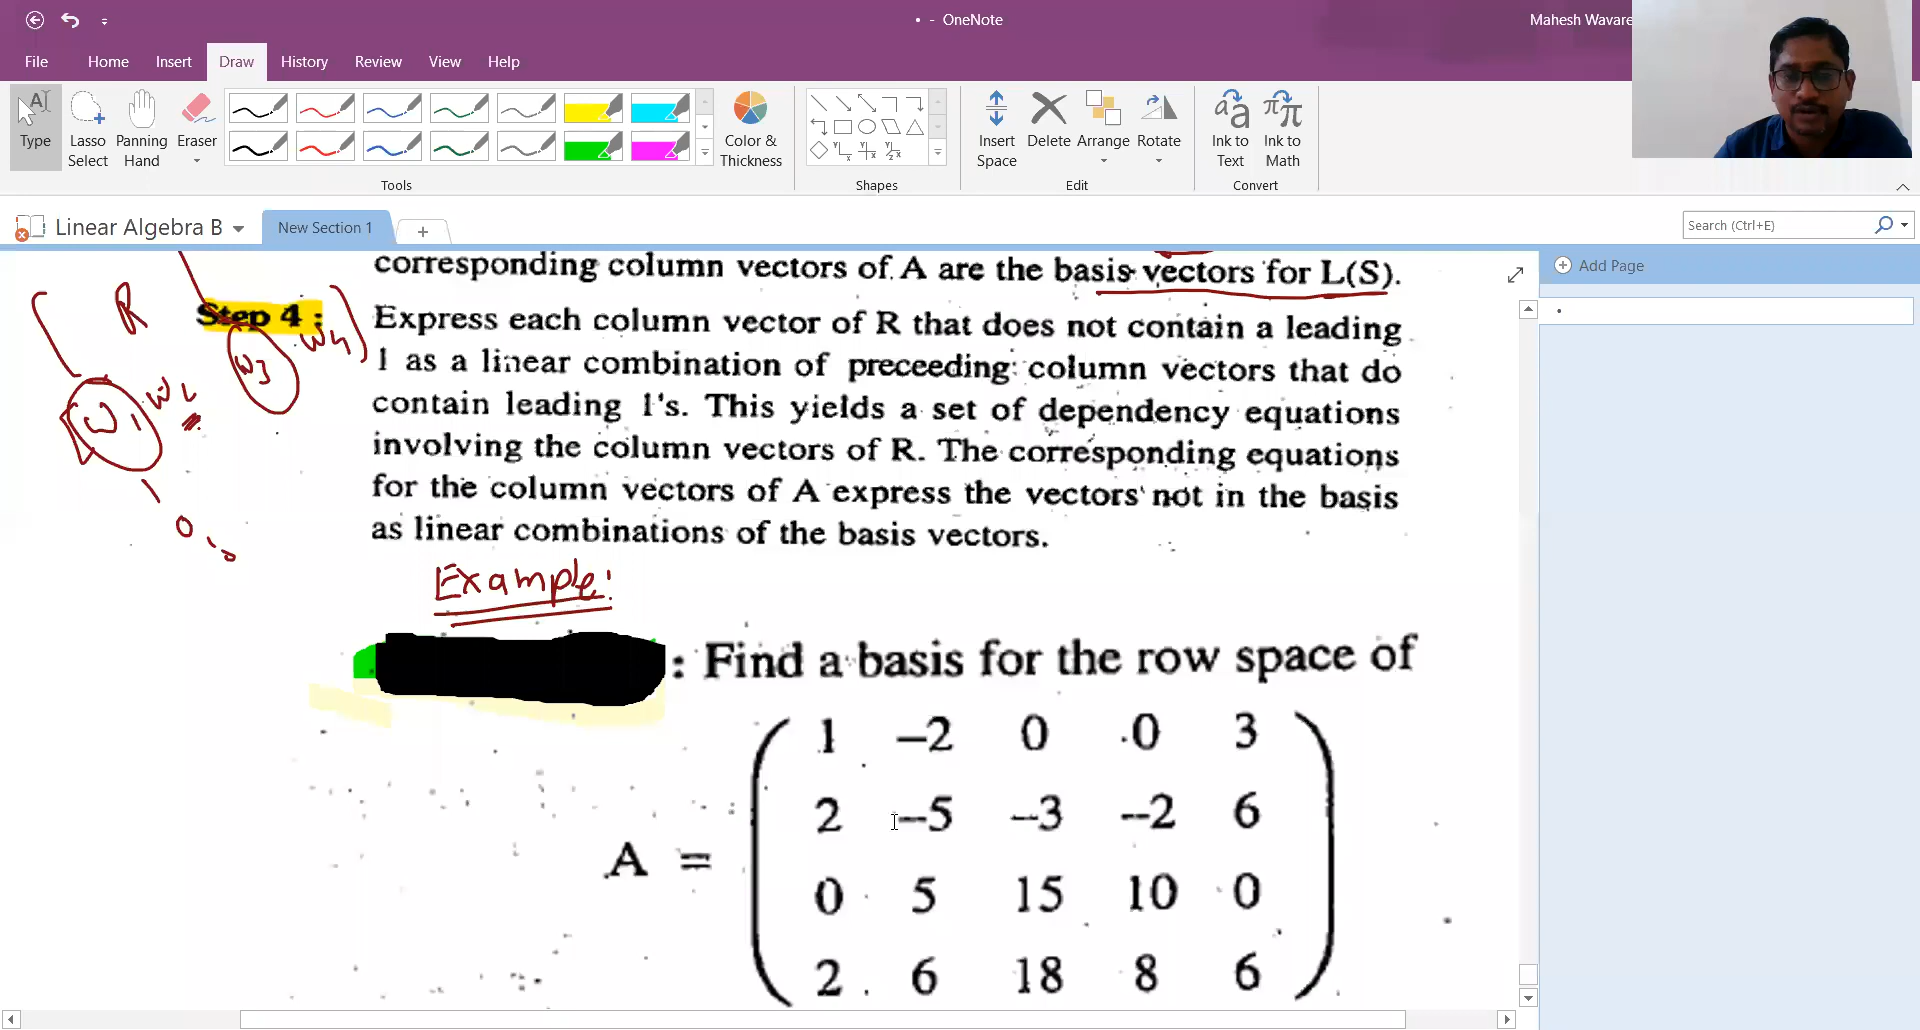 • - OneNote
Mahesh Wavare
File Home Insert Draw History Review View Help
Type
Lasso Select
Panning Hand
Eraser
Color & Thickness
Insert Space
Delete
Arrange
Rotate
Ink to Text
Ink to Math
Tools
Shapes
Edit
Convert
Linear Algebra B
New Section 1
Search (Ctrl+E)
Add Page
corresponding column vectors of A are the basis vectors for L(S).
R
Step 4 : Express each column vector of R that does not contain a leading
1 as a linear combination of preceeding column vectors that do
contain leading 1's. This yields a set of dependency equations
involving the column vectors of R. The corresponding equations
for the column vectors of A express the vectors not in the basis
as linear combinations of the basis vectors.
W1 W2 W3 W4
Example:
: Find a basis for the row space of
1 -2 0 0 3
2 -5 -3 -2 6
A =
0 5 15 10 0
2 6 18 8 6